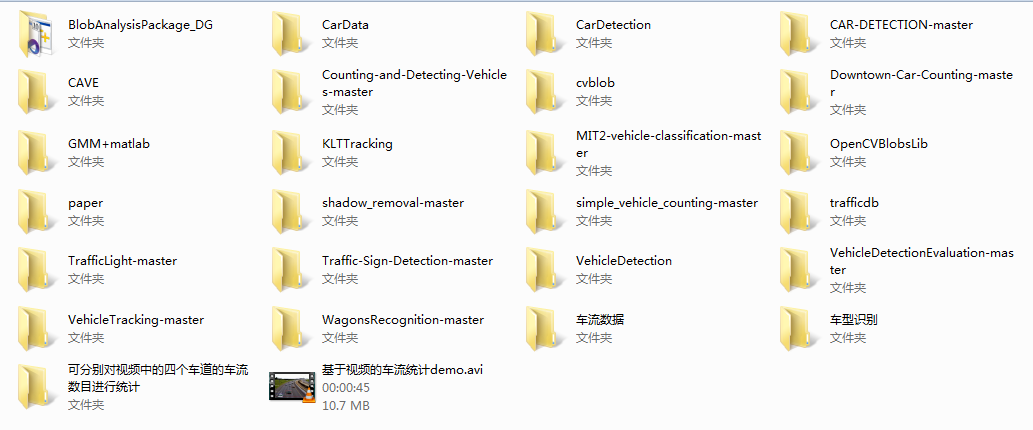 BlobAnalysisPackage_DG
文件夹
CarData
文件夹
CarDetection
文件夹
CAR-DETECTION-master
文件夹
CAVE
文件夹
Counting-and-Detecting-Vehicle
s-master
文件夹
cvblob
文件夹
Downtown-Car-Counting-maste
r
文件夹
GMM+matlab
文件夹
KLTTracking
文件夹
MIT2-vehicle-classification-mast
er
文件夹
OpenCVBlobsLib
文件夹
paper
文件夹
shadow_removal-master
文件夹
simple_vehicle_counting-master
文件夹
trafficdb
文件夹
TrafficLight-master
文件夹
Traffic-Sign-Detection-master
文件夹
VehicleDetection
文件夹
VehicleDetectionEvaluation-mas
ter
文件夹
VehicleTracking-master
文件夹
WagonsRecognition-master
文件夹
车流数据
文件夹
车型识别
文件夹
可分别对视频中的四个车道的车流
数目进行统计
文件夹
基于视频的车流统计demo.avi
00:00:45
10.7 MB